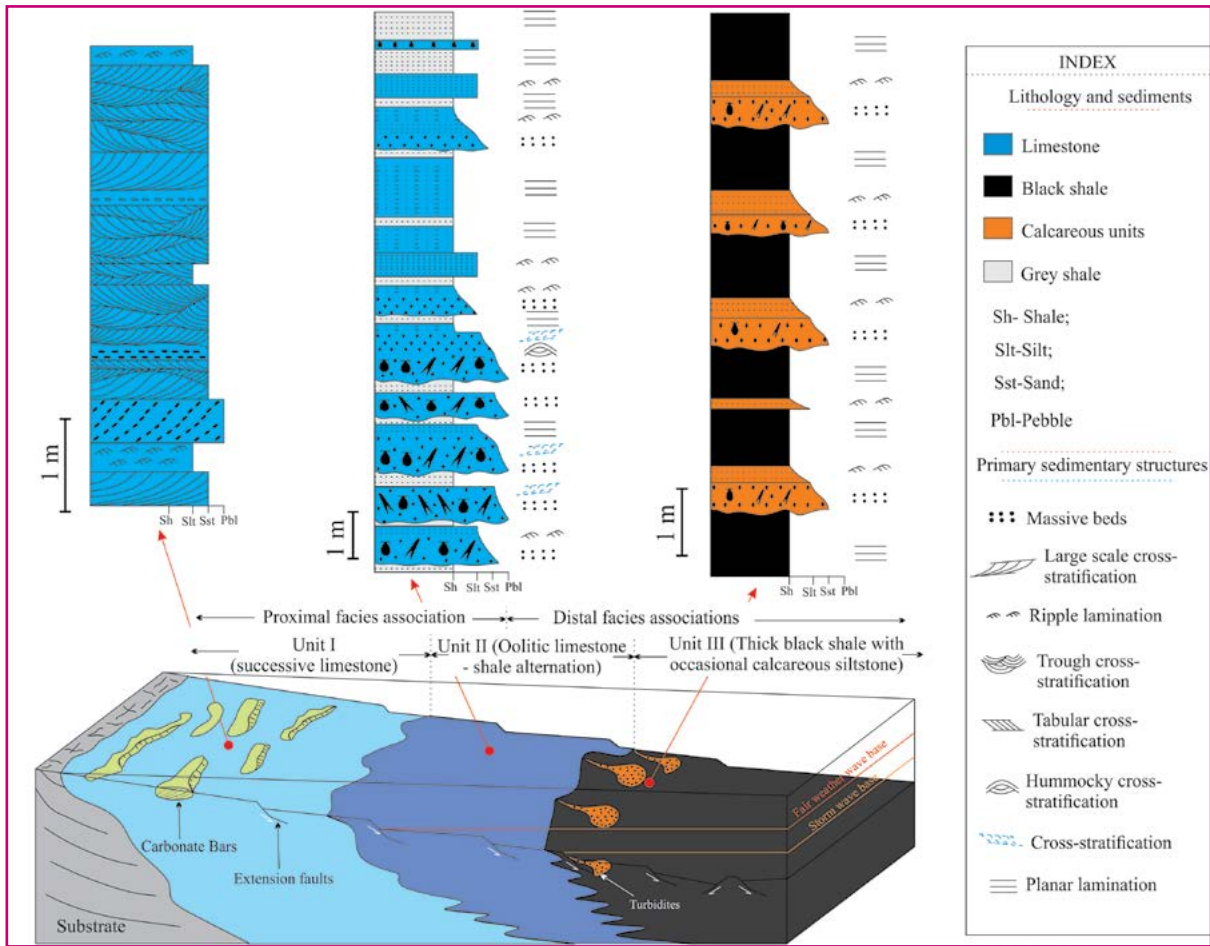 1 m
Sh Slt Sst Pbl
1 m
Sh Slt Sst Pbl
1 m
Sh Slt Sst Pbl
Proximal facies association
Distal facies associations
Unit I
(successive limestone)
Unit II (Oolitic limestone
- shale alternation)
Unit III (Thick black shale with
occasional calcareous siltstone)
Fair weather wave base
Storm wave base
Carbonate Bars
Extension faults
Turbidites
Substrate
INDEX
Lithology and sediments
Limestone
Black shale
Calcareous units
Grey shale
Sh- Shale;
Slt-Silt;
Sst-Sand;
Pbl-Pebble
Primary sedimentary structures
Massive beds
Large scale cross-
stratification
Ripple lamination
Trough cross-
stratification
Tabular cross-
stratification
Hummocky cross-
stratification
Cross-stratification
Planar lamination